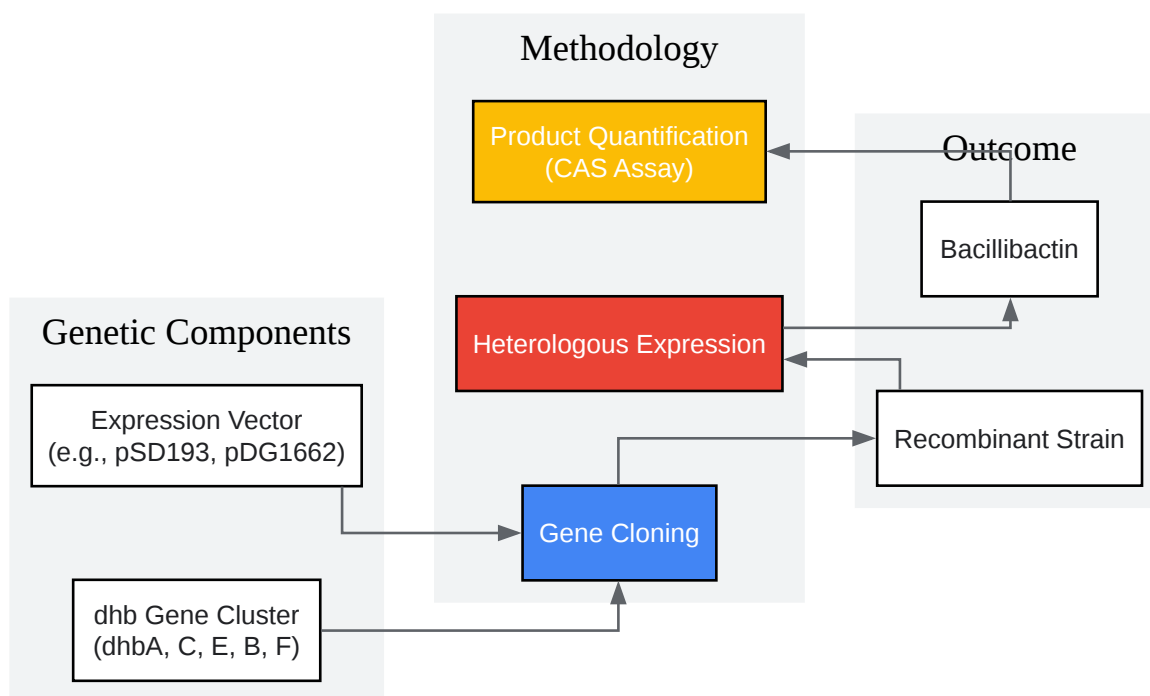 Methodology
Product Quantification
(CAS Assay)
Heterologous Expression
Gene Cloning
Outcome
Bacillibactin
Recombinant Strain
Genetic Components
Expression Vector
(e.g., pSD193, pDG1662)
dhb Gene Cluster
(dhbA, C, E, B, F)